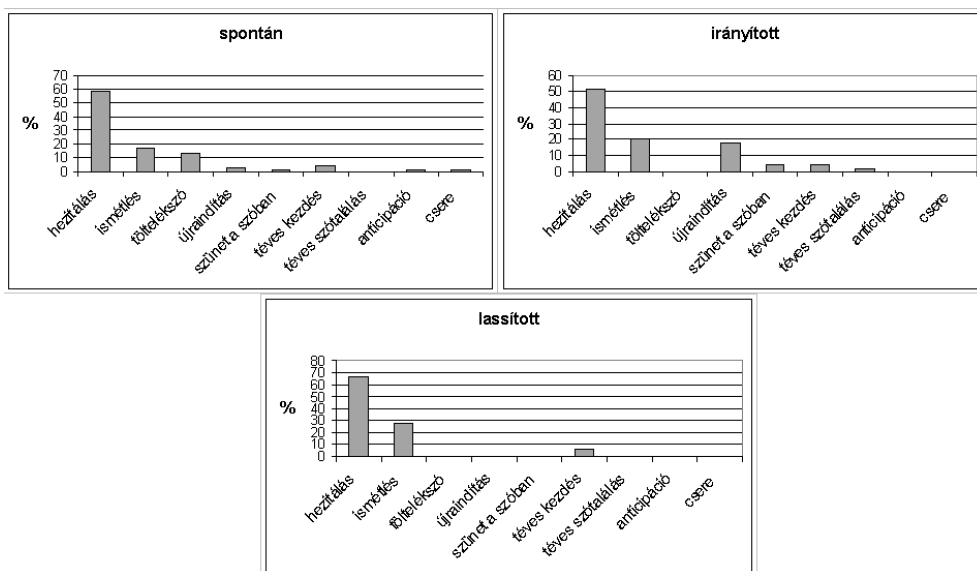 spontán
%
70
60
50
40
30
20
10
0
hezitálás
ismétlés
töltelékszó
újraindítás
szünet a szóban
téves kezdés
téves szótalálás
anticipáció
csere
irányított
%
60
50
40
30
20
10
0
hezitálás
ismétlés
töltelékszó
újraindítás
szünet a szóban
téves kezdés
téves szótalálás
anticipáció
csere
lassított
%
80
70
60
50
40
30
20
10
0
hezitálás
ismétlés
töltelékszó
újraindítás
szünet a szóban
téves kezdés
téves szótalálás
anticipáció
csere